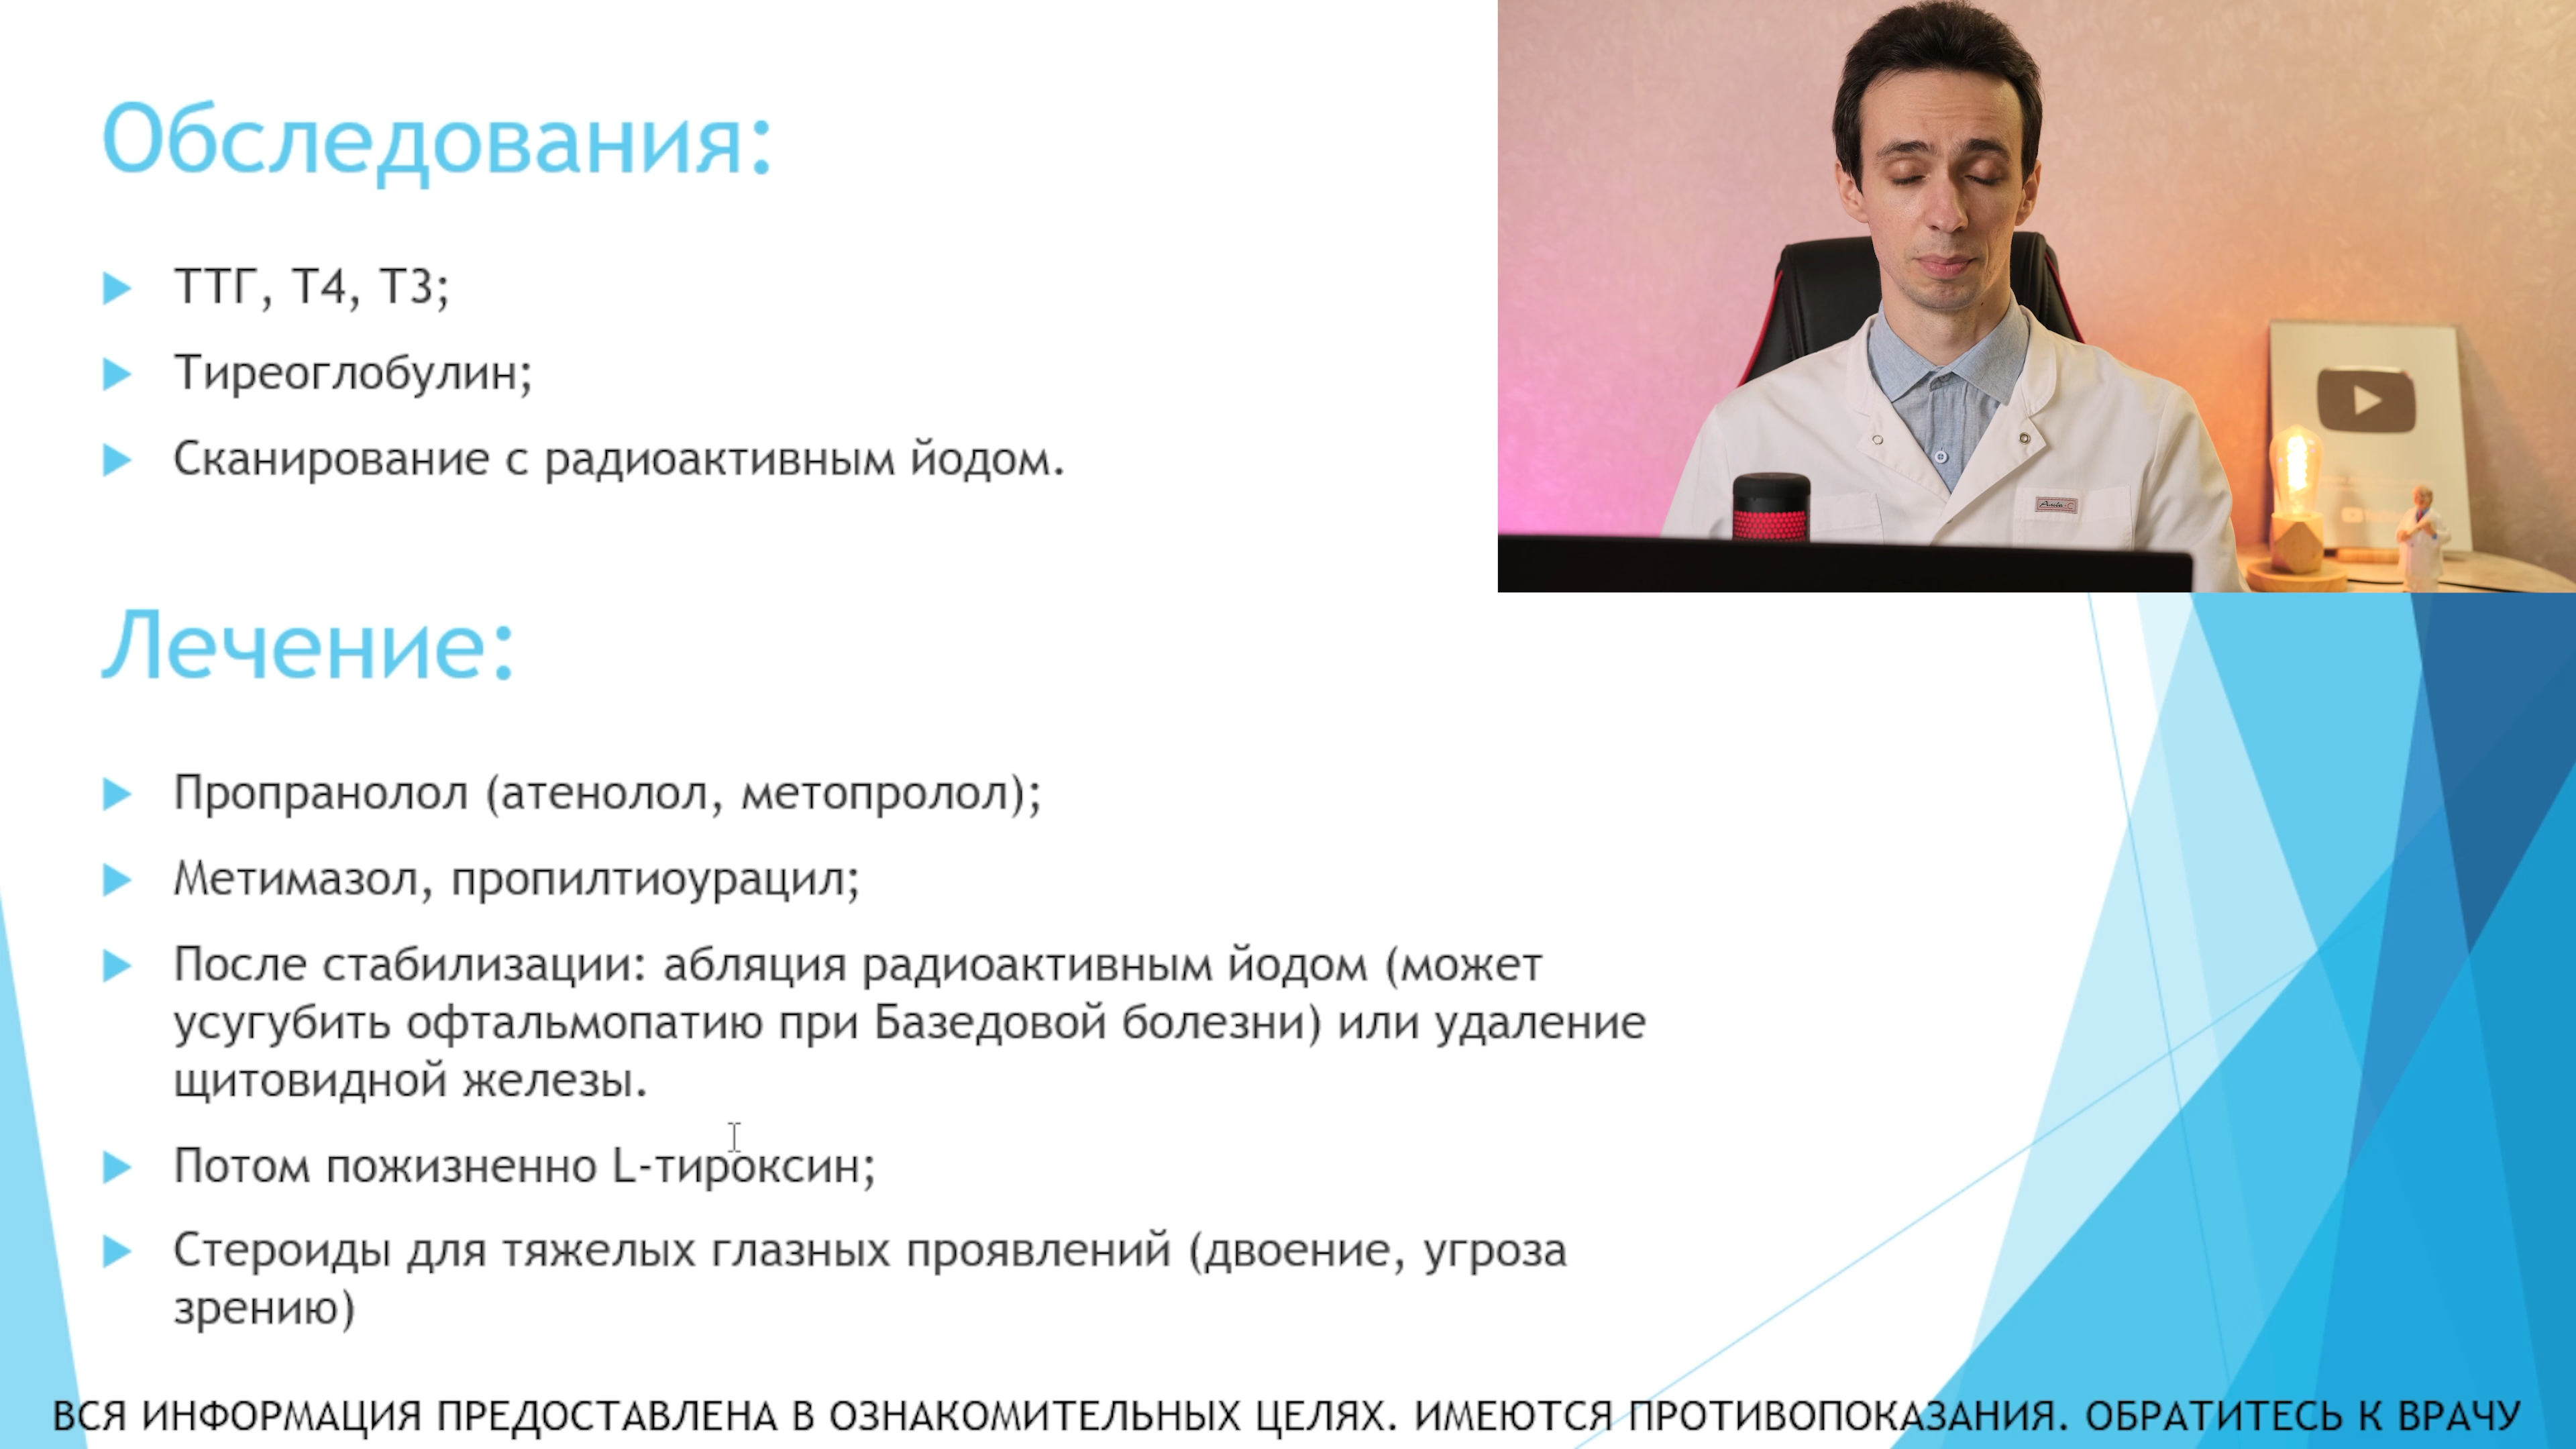 Обследования:
ТТГ, Т4, Т3;
Тиреоглобулин;
Сканирование с радиоактивным йодом.
Лечение:
Пропранолол (атенолол, метопролол);
Метимазол, пропилтиоурацил;
После стабилизации: абляция радиоактивным йодом (может
усугубить офтальмопатию при Базедовой болезни) или удаление
щитовидной железы.
Потом пожизненно L-тироксин;
Стероиды для тяжелых глазных проявлений (двоение, угроза
зрению)
ВСЯ ИНФОРМАЦИЯ ПРЕДОСТАВЛЕНА В ОЗНАКОМИТЕЛЬНЫХ ЦЕЛЯХ. ИМЕЮТСЯ ПРОТИВОПОКАЗАНИЯ. ОБРАТИТЕСЬ К ВРАЧУ